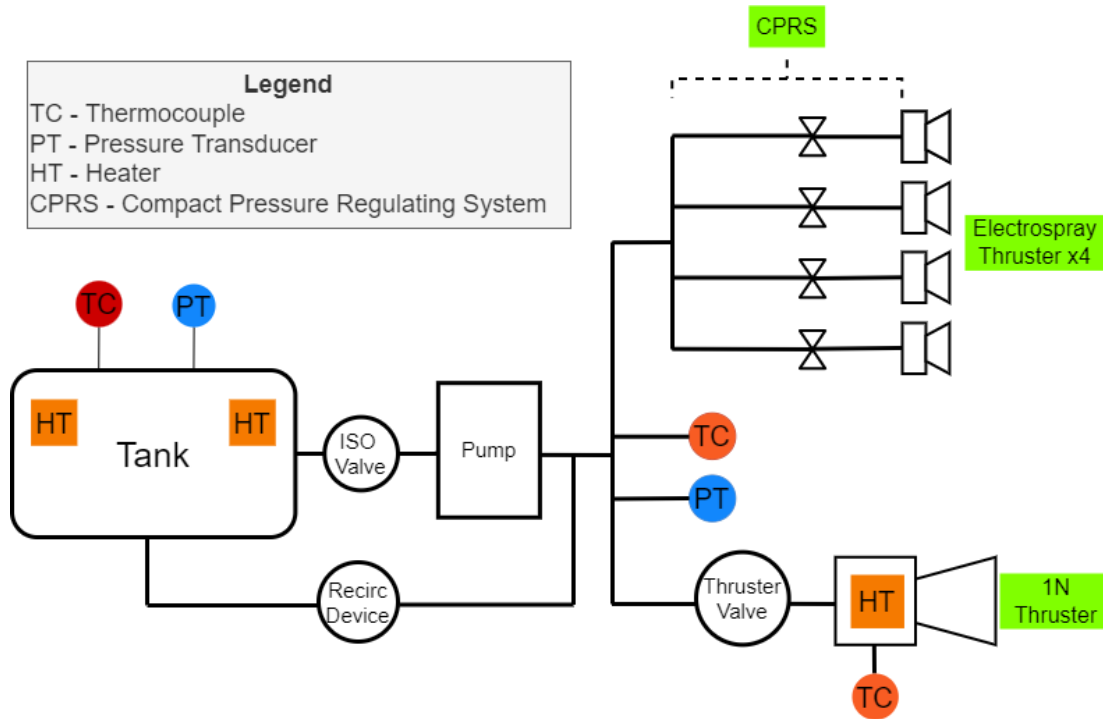 CPRS
Legend
TC - Thermocouple
PT - Pressure Transducer
HT - Heater
CPRS - Compact Pressure Regulating System
Electrospray
Thruster x4
TC
PT
HT
HT
Tank
ISO
Valve
Pump
TC
PT
Recirc
Device
Thruster
Valve
HT
1N
Thruster
TC